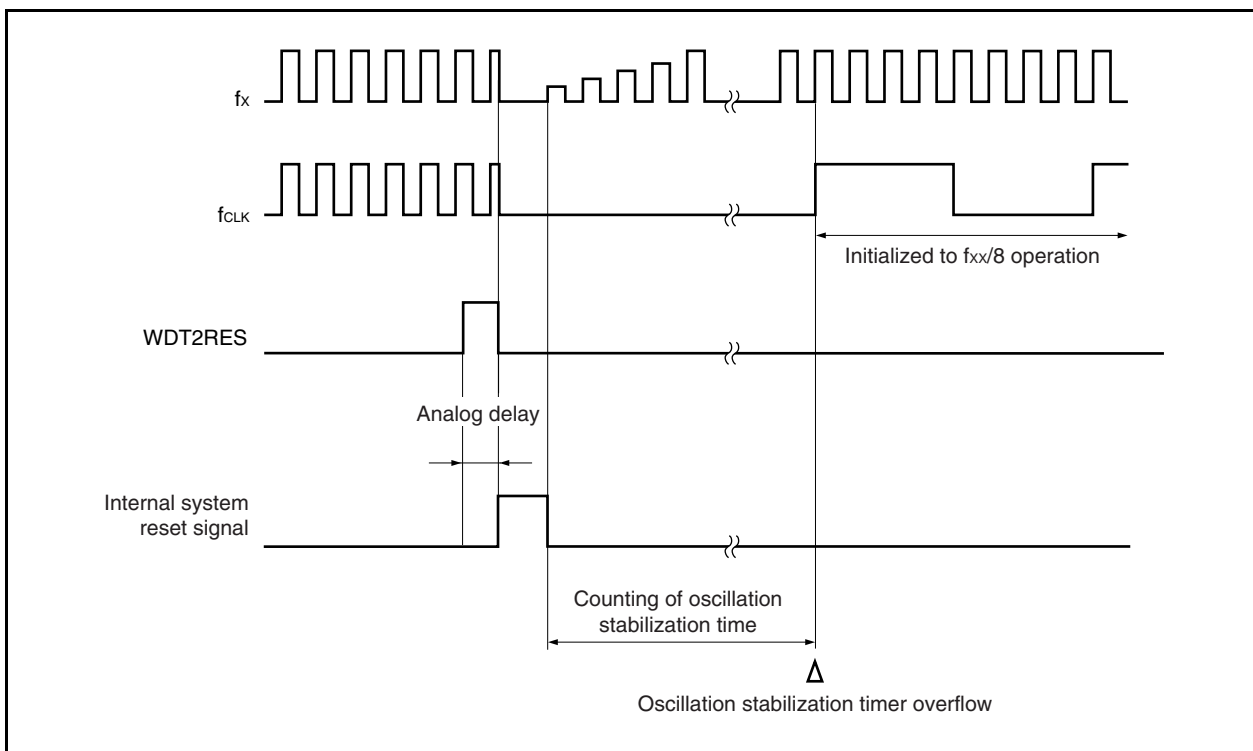 fX
fCLK
Initialized to fXX/8 operation
WDT2RES
Analog delay
Internal system
reset signal
Counting of oscillation
stabilization time
Oscillation stabilization timer overflow